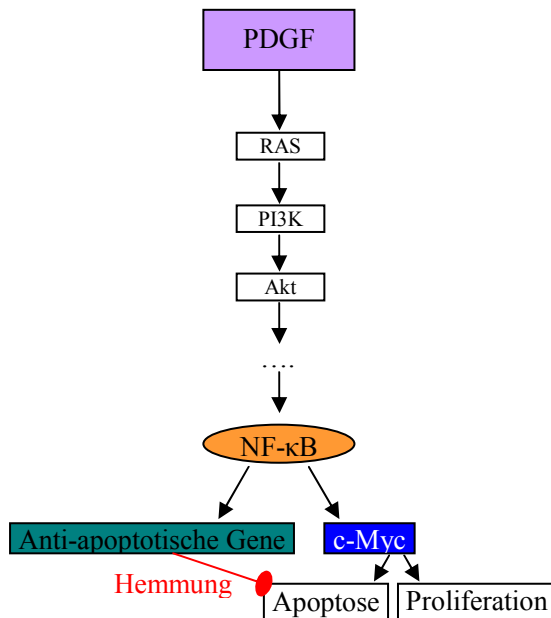 PDGF
RAS
PI3K
Akt
....
NF-κB
Anti-apoptotische Gene
c-Myc
Hemmung
Apoptose
Proliferation